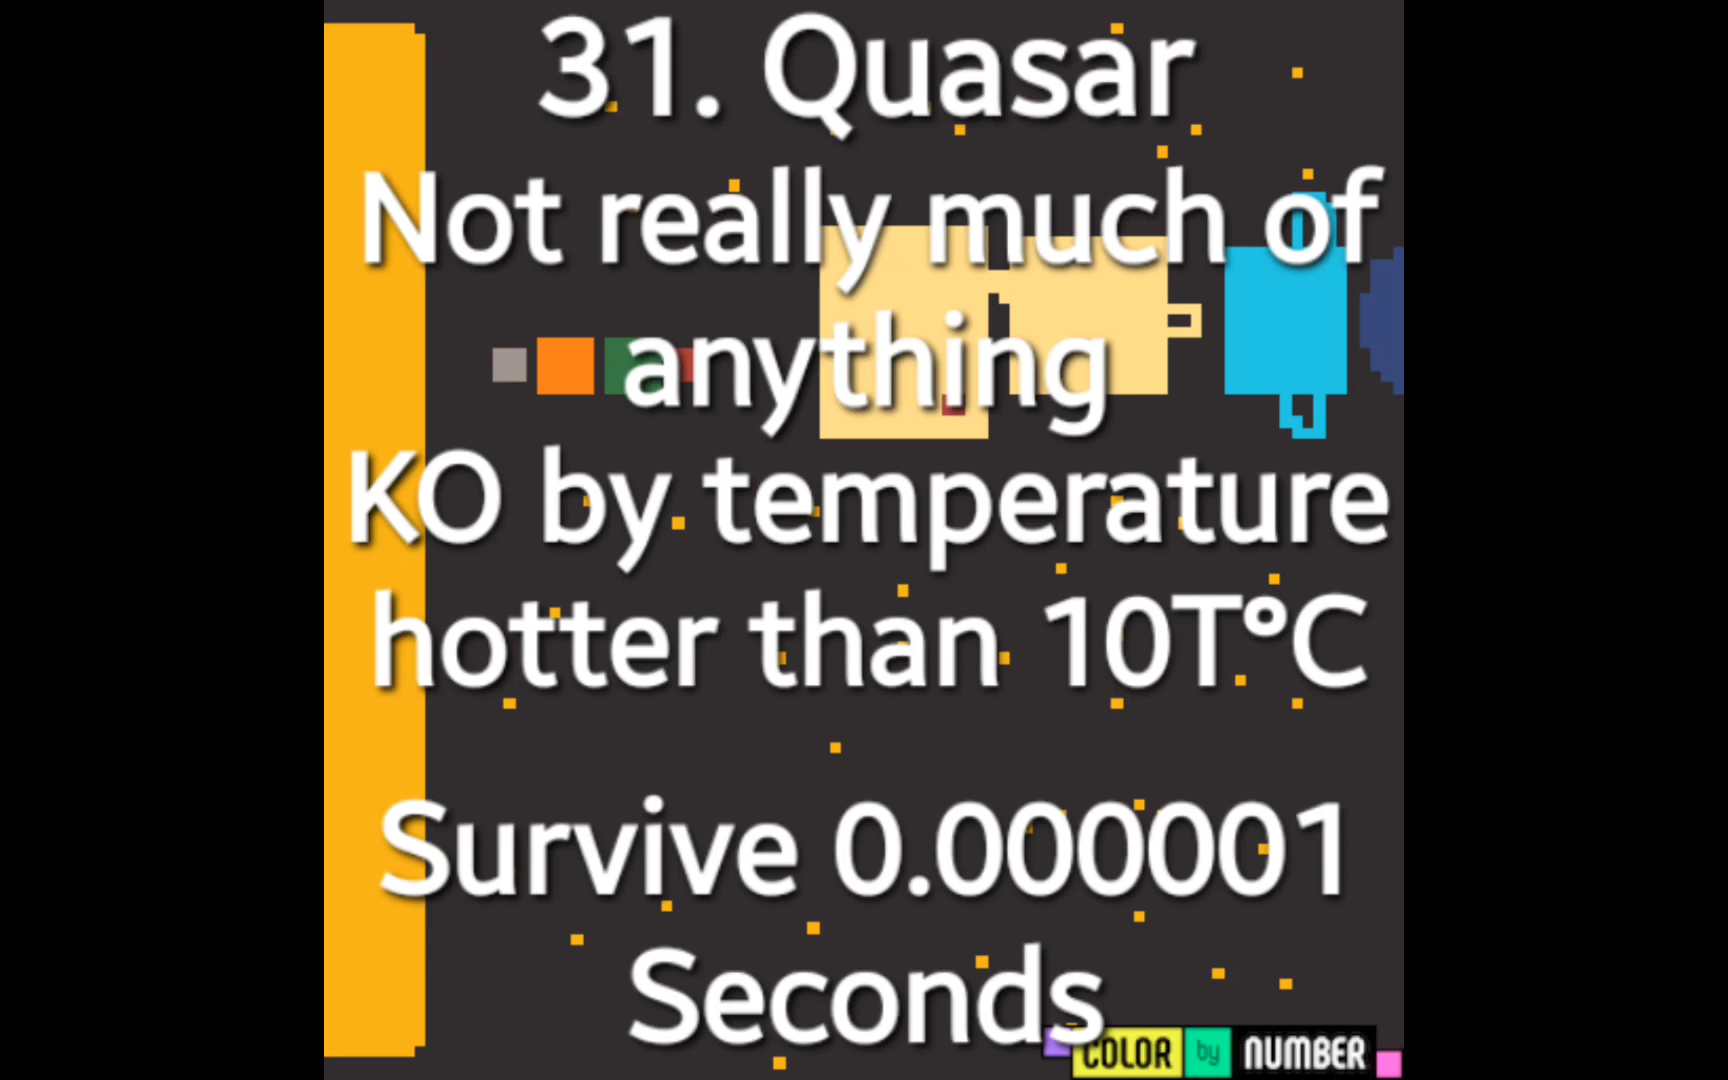 31. Quasar
Not really much of
anything
KO by temperature
hotter than 10T°C
Survive 0.000001
Seconds
COLOR by NUMBER